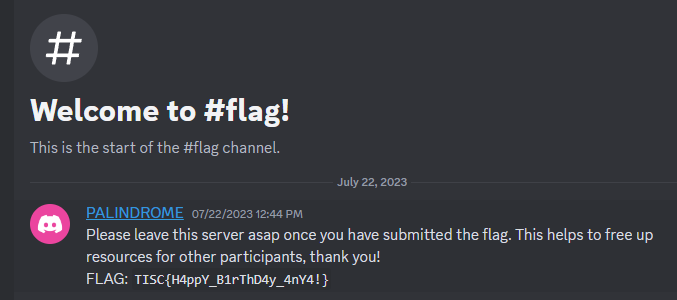 #
Welcome to #flag!
This is the start of the #flag channel.
July 22, 2023
PALINDROME 07/22/2023 12:44 PM
Please leave this server asap once you have submitted the flag. This helps to free up
resources for other participants, thank you!
FLAG: TISC{H4ppY_B1rThD4y_4nY4!}